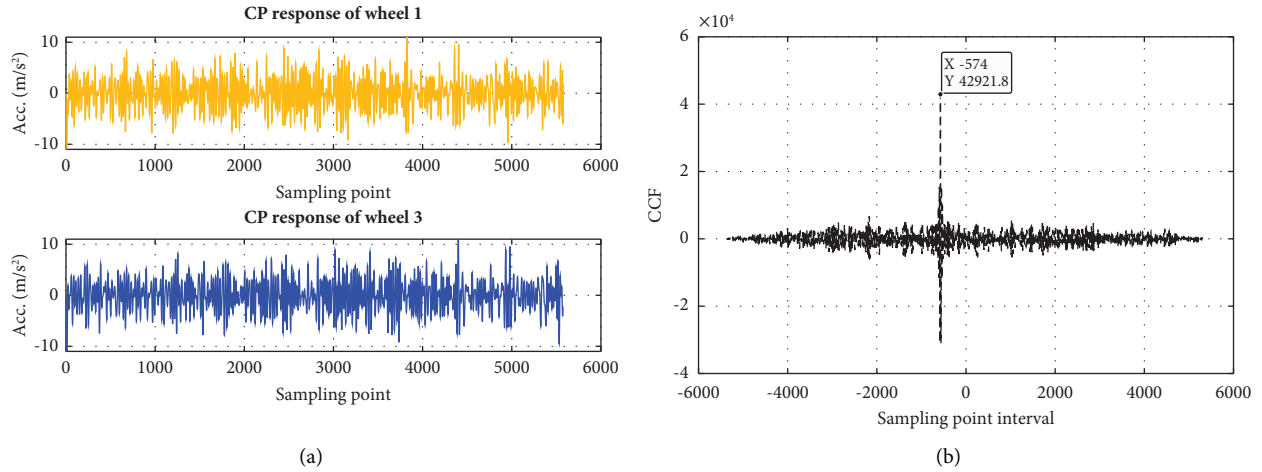 CP response of wheel 1
10
0
-10
Acc. (m/s²)
0 1000 2000 3000 4000 5000 6000
Sampling point
CP response of wheel 3
10
0
-10
Acc. (m/s²)
0 1000 2000 3000 4000 5000 6000
Sampling point
(a)
×10⁴
6
4
2
0
-2
-4
CCF
X -574
Y 42921.8
-6000 -4000 -2000 0 2000 4000 6000
Sampling point interval
(b)